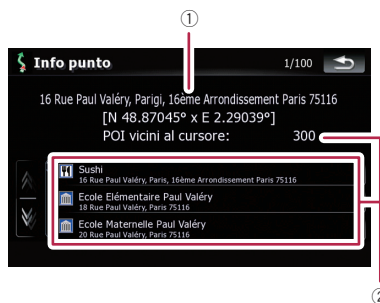 ①
Info punto 1/100
16 Rue Paul Valéry, Parigi, 16ème Arrondissement Paris 75116
[N 48.87045° x E 2.29039°]
POI vicini al cursore: 300
Sushi
16 Rue Paul Valéry, Paris, 16ème Arrondissement Paris 75116
Ecole Elémentaire Paul Valéry
18 Rue Paul Valéry, Paris 75116
Ecole Maternelle Paul Valéry
20 Rue Paul Valéry, Paris 75116
②